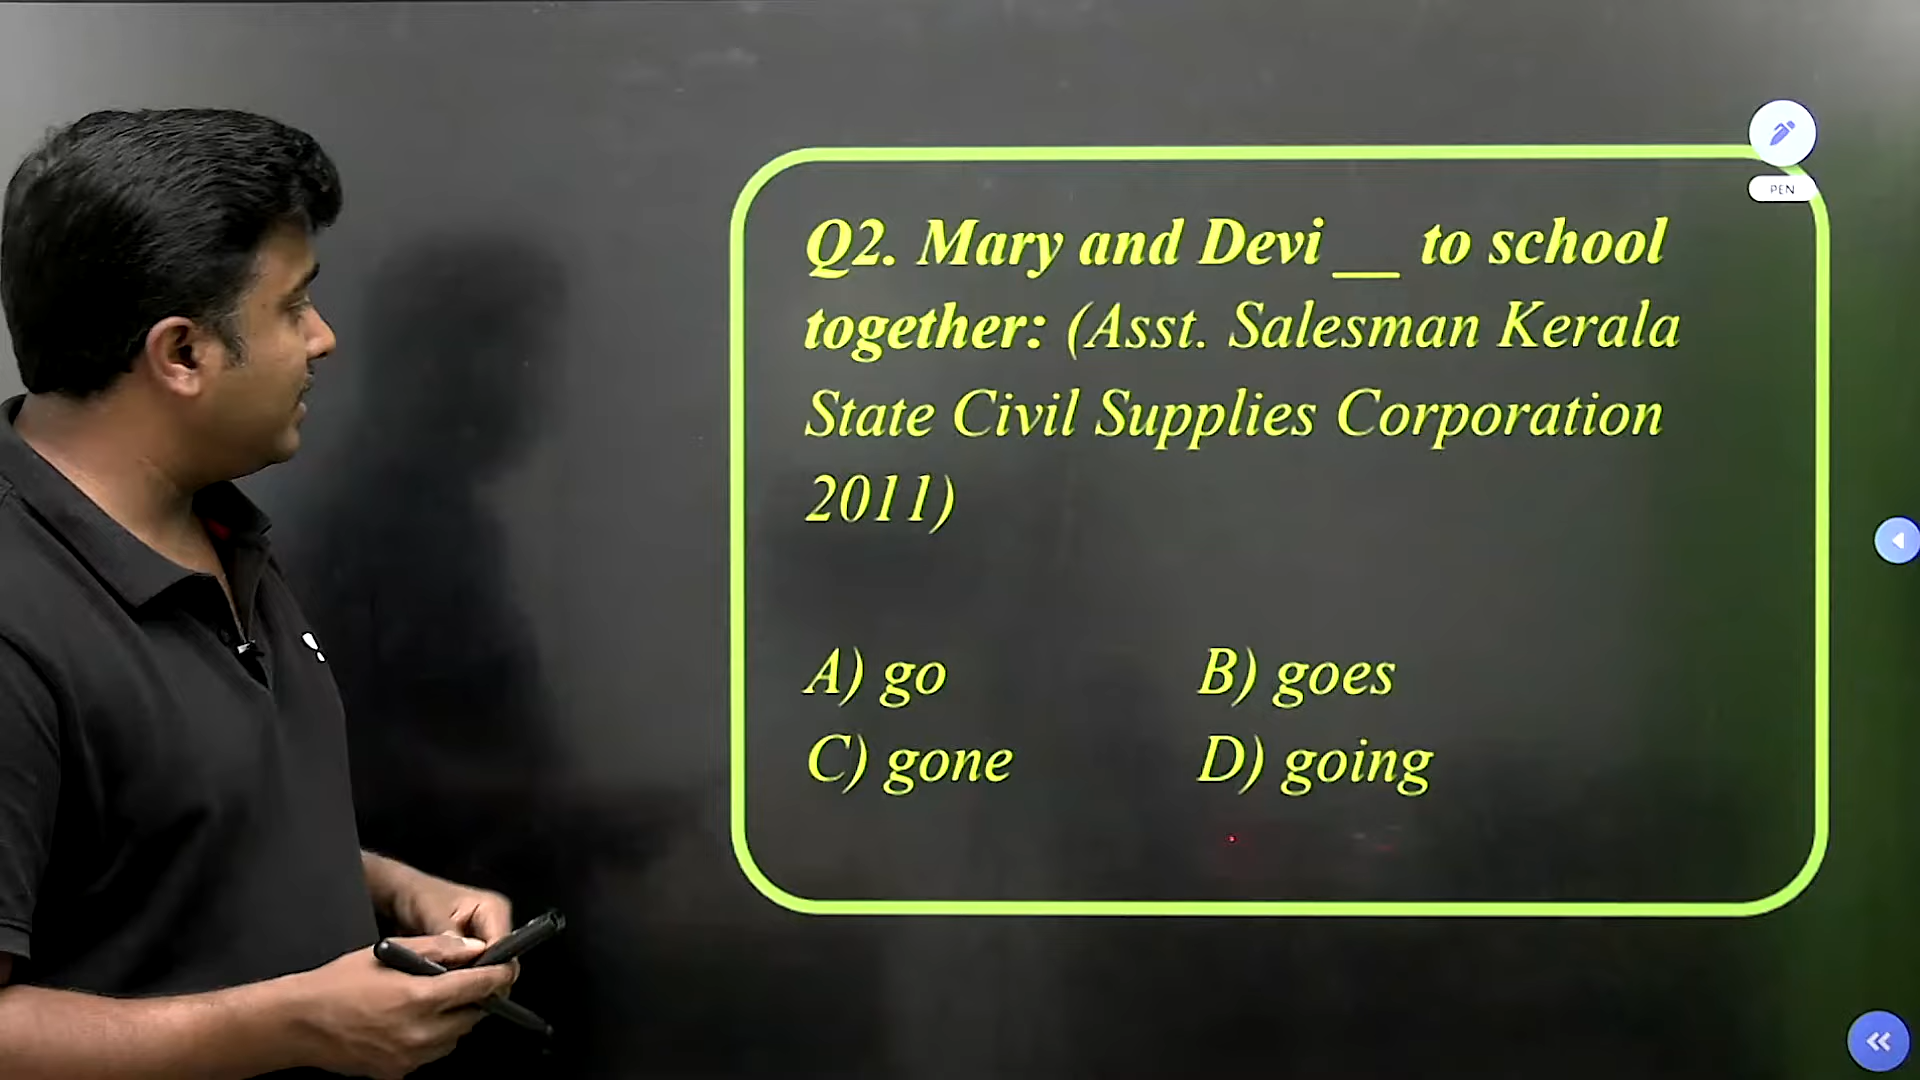 PEN
Q2. Mary and Devi __ to school
together: (Asst. Salesman Kerala
State Civil Supplies Corporation
2011)
A) go B) goes
C) gone D) going